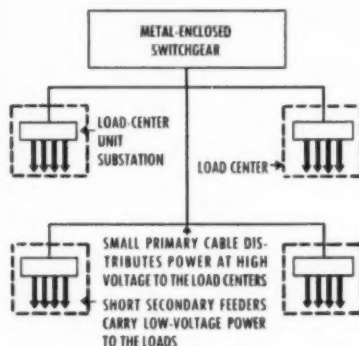 METAL-ENCLOSED
SWITCHGEAR
LOAD-CENTER
UNIT
SUBSTATION
LOAD CENTER
SMALL PRIMARY CABLE DIS-
TRIBUTES POWER AT HIGH
VOLTAGE TO THE LOAD CENTERS
SHORT SECONDARY FEEDERS
CARRY LOW-VOLTAGE POWER
TO THE LOADS